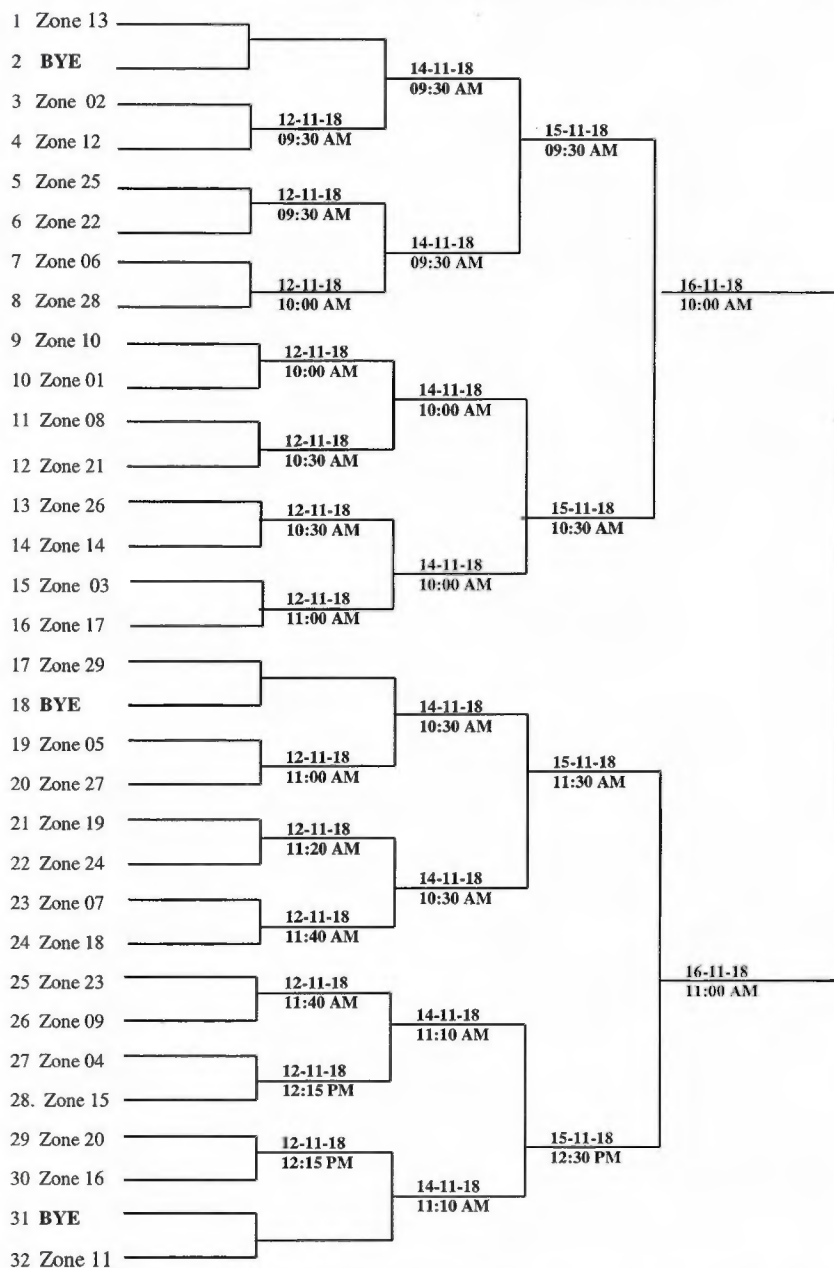 1 Zone 13
2 BYE
14-11-18
09:30 AM
3 Zone 02
12-11-18
09:30 AM
4 Zone 12
15-11-18
09:30 AM
5 Zone 25
12-11-18
09:30 AM
6 Zone 22
14-11-18
09:30 AM
7 Zone 06
12-11-18
10:00 AM
8 Zone 28
16-11-18
10:00 AM
9 Zone 10
12-11-18
10:00 AM
10 Zone 01
14-11-18
10:00 AM
11 Zone 08
12-11-18
10:30 AM
12 Zone 21
13 Zone 26
12-11-18
10:30 AM
14 Zone 14
15-11-18
10:30 AM
14-11-18
10:00 AM
15 Zone 03
12-11-18
11:00 AM
16 Zone 17
17 Zone 29
18 BYE
14-11-18
10:30 AM
19 Zone 05
12-11-18
11:00 AM
20 Zone 27
15-11-18
11:30 AM
21 Zone 19
12-11-18
11:20 AM
22 Zone 24
14-11-18
10:30 AM
23 Zone 07
12-11-18
11:40 AM
24 Zone 18
16-11-18
11:00 AM
25 Zone 23
12-11-18
11:40 AM
26 Zone 09
14-11-18
11:10 AM
27 Zone 04
12-11-18
12:15 PM
28. Zone 15
29 Zone 20
12-11-18
12:15 PM
30 Zone 16
15-11-18
12:30 PM
14-11-18
11:10 AM
31 BYE
32 Zone 11